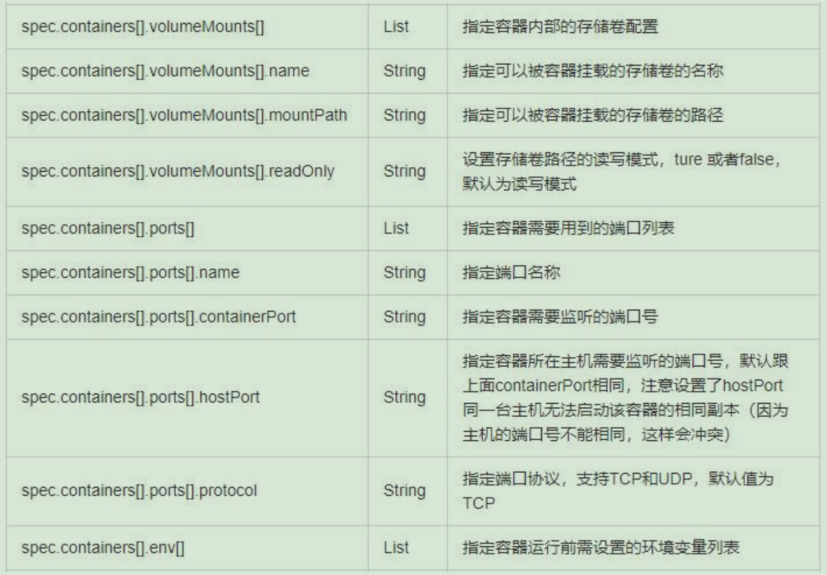 spec.containers[].volumeMounts[] List 指定容器内部的存储卷配置
spec.containers[].volumeMounts[].name String 指定可以被容器挂载的存储卷的名称
spec.containers[].volumeMounts[].mountPath String 指定可以被容器挂载的存储卷的路径
spec.containers[].volumeMounts[].readOnly String 设置存储卷路径的读写模式，ture 或者false，
默认为读写模式
spec.containers[].ports[] List 指定容器需要用到的端口列表
spec.containers[].ports[].name String 指定端口名称
spec.containers[].ports[].containerPort String 指定容器需要监听的端口号
spec.containers[].ports[].hostPort String 指定容器所在主机需要监听的端口号，默认跟
上面containerPort相同，注意设置了hostPort
同一台主机无法启动该容器的相同副本（因为
主机的端口号不能相同，这样会冲突）
spec.containers[].ports[].protocol String 指定端口协议，支持TCP和UDP，默认值为
TCP
spec.containers[].env[] List 指定容器运行前需设置的环境变量列表